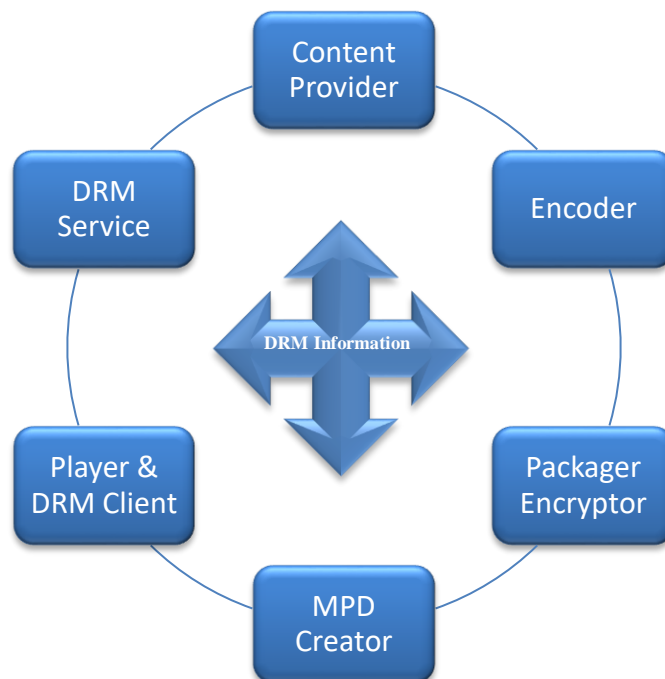 Content
Provider
DRM
Service
Encoder
DRM Information
Player &
DRM Client
Packager
Encryptor
MPD
Creator